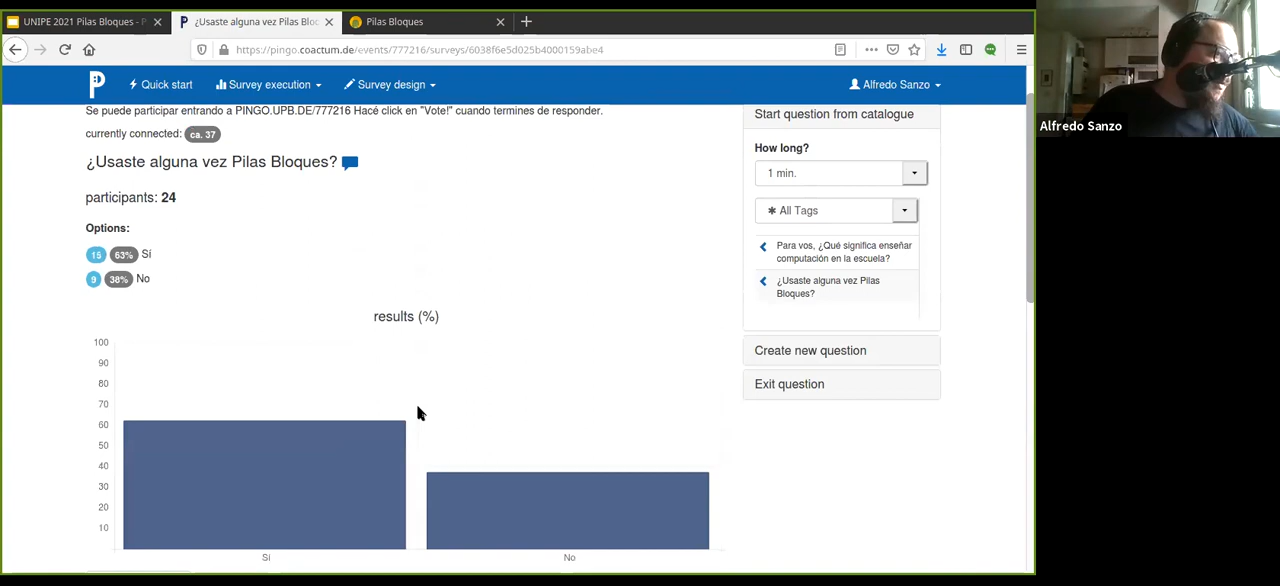 UNIPE 2021 Pilas Bloques - P
¿Usaste alguna vez Pilas Bloc
Pilas Bloques
https://pingo.coactum.de/events/777216/surveys/6038f6e5d025b4000159abe4
Quick start
Survey execution
Survey design
Alfredo Sanzo
Se puede participar entrando a PINGO.UPB.DE/777216 Hacé click en "Vote!" cuando termines de responder.
currently connected: ca. 37
¿Usaste alguna vez Pilas Bloques?
participants: 24
Options:
15 63% Sí
9 38% No
results (%)
100
90
80
70
60
50
40
30
20
10
Sí
No
Start question from catalogue
How long?
1 min.
✱ All Tags
Para vos, ¿Qué significa enseñar
computación en la escuela?
¿Usaste alguna vez Pilas
Bloques?
Create new question
Exit question
Alfredo Sanzo